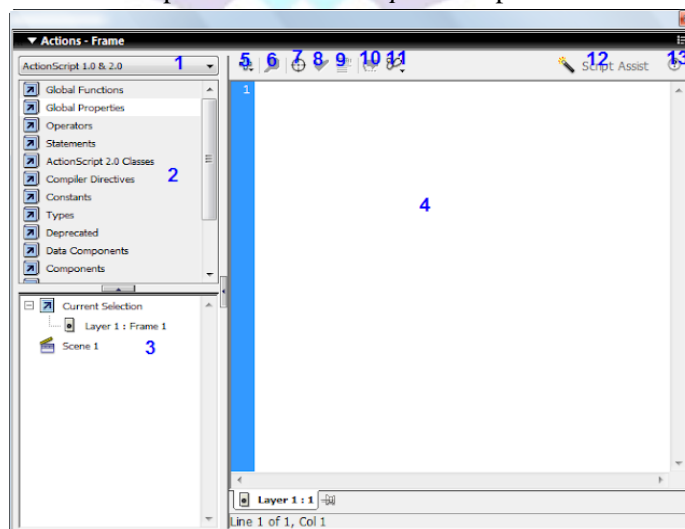 Actions - Frame
ActionScript 1.0 & 2.0 1
Global Functions
Global Properties
Operators
Statements
ActionScript 2.0 Classes
Compiler Directives 2
Constants
Types
Deprecated
Data Components
Components
Current Selection
Layer 1 : Frame 1
Scene 1 3
5 6 7 8 9 10 11 12 13
Script Assist
1
4
Layer 1 : 1
Line 1 of 1, Col 1